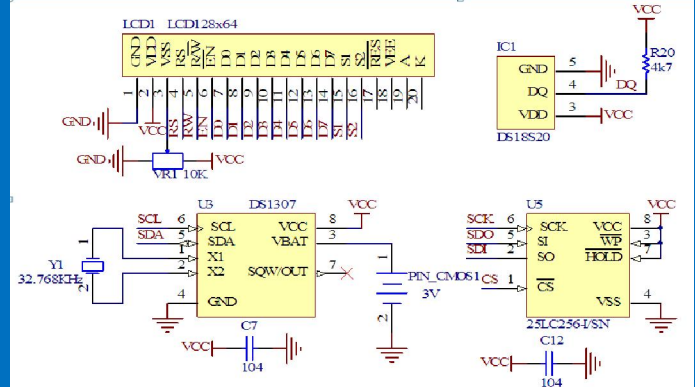 LCD1 LCD128x64
GND VDD VSS RS R/W EN D0 D1 D2 D3 D4 D5 D6 D7 S1 S2 RES VEE A K
1 2 3 4 5 6 7 8 9 10 11 12 13 14 15 16 17 18 19 20
GND VCC RS RW EN D0 D1 D2 D3 D4 D5 D6 D7 S1 S2
GND VCC
VR1 10K
VCC
IC1
R20
4k7
GND 5
DQ 4 DQ
VDD 3 VCC
DS18S20
U3 DS1307
VCC
SCL 6 SCL VCC 8
SDA 5 SDA VBAT 3
1 X1
2 X2 SQW/OUT 7
4 GND
Y1
32.768KHz
1
2
1
PIN_CMOS1
3V
2
C7
VCC
104
U5
VCC
SCK 6 SCK VCC 8
SDO 5 SI WP 3
SDI 2 SO HOLD 7
CS 1 CS
VSS 4
25LC256-I/SN
C12
VCC
104